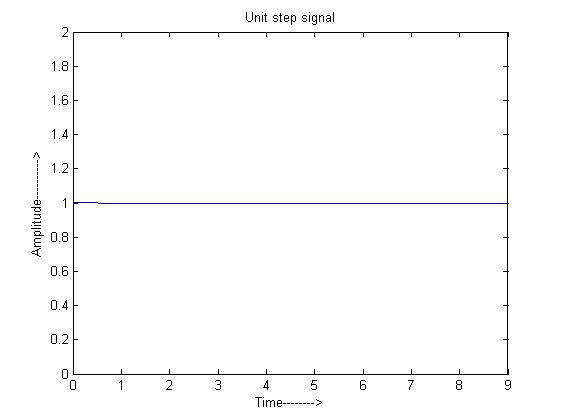 Unit step signal
2
1.8
1.6
1.4
1.2
1
0.8
0.6
0.4
0.2
0
Amplitude---------->
0 1 2 3 4 5 6 7 8 9
Time-------->